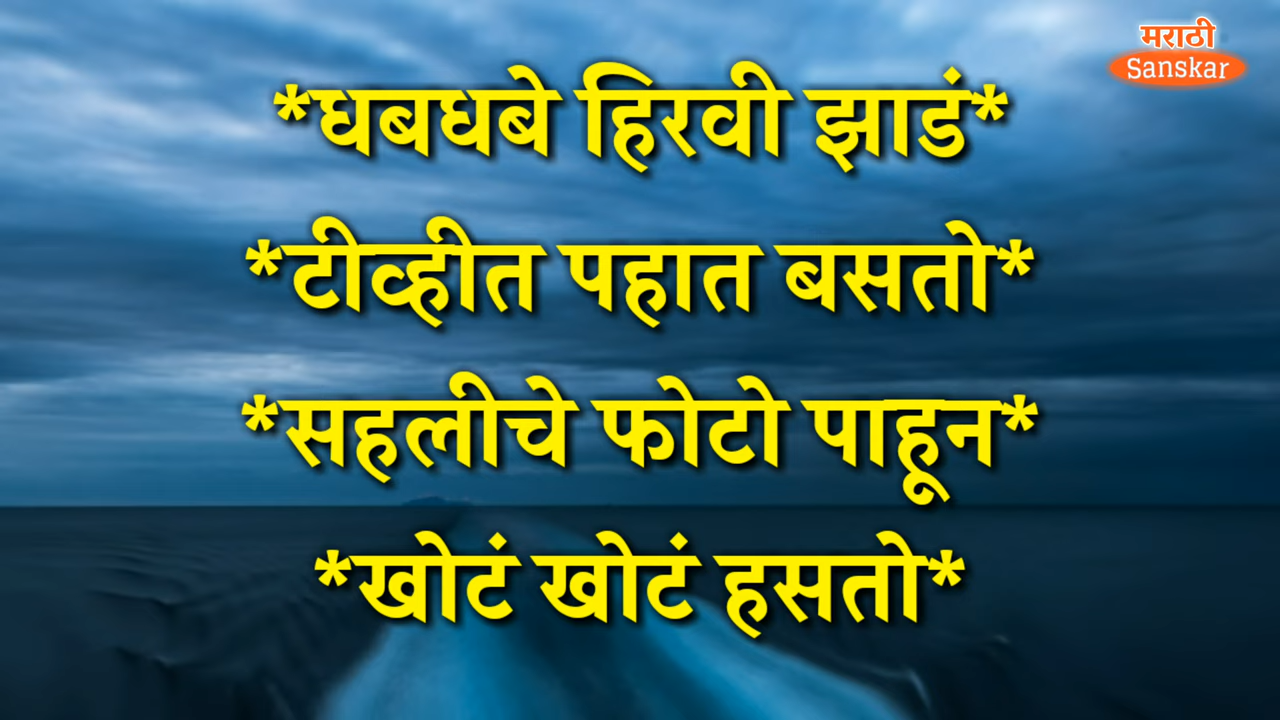 मराठी
Sanskar
*धबधबे हिरवी झाडं*
*टीव्हीत पहात बसतो*
*सहलीचे फोटो पाहून*
*खोटं खोटं हसतो*